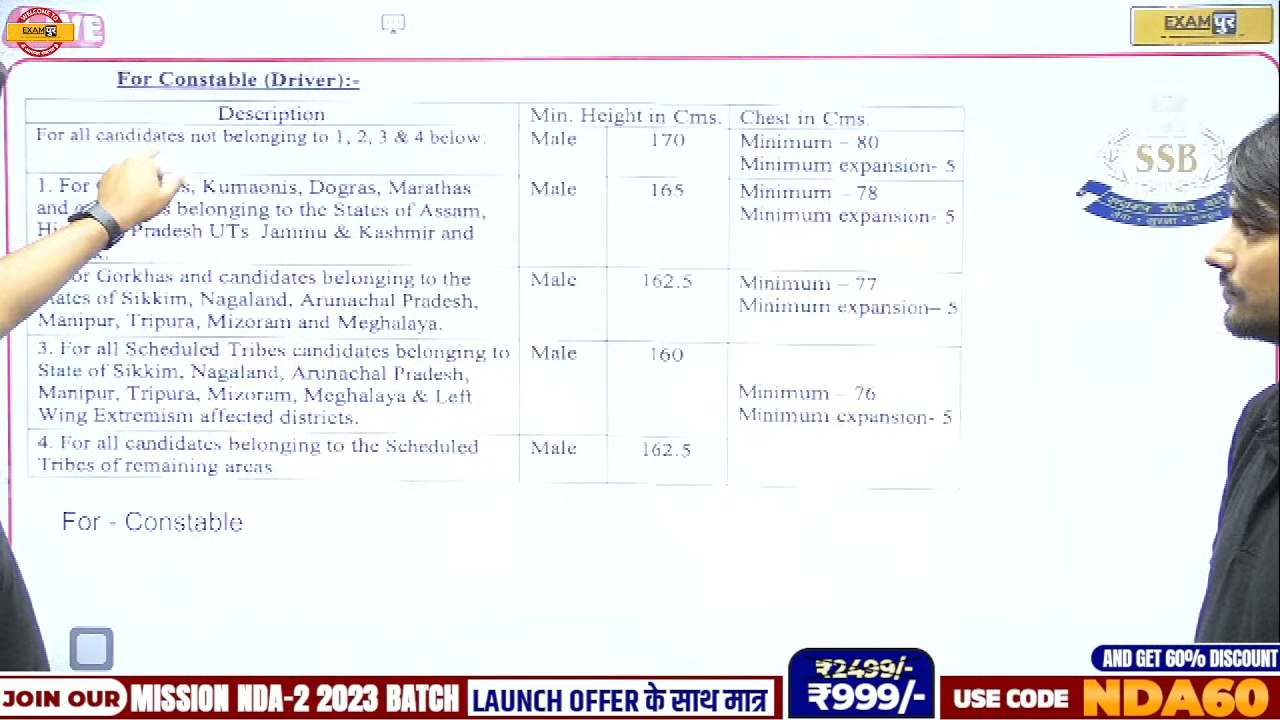 WELCOME TO
EXAMपुर
EXAMपुर
For Constable (Driver):-
Description
Min. Height in Cms.
Chest in Cms.
For all candidates not belonging to 1, 2, 3 & 4 below:
Male
170
Minimum – 80
Minimum expansion- 5
1. For s, Kumaonis, Dogras, Marathas
and belonging to the States of Assam,
Pradesh UTs Jammu & Kashmir and
Male
165
Minimum – 78
Minimum expansion- 5
Gorkhas and candidates belonging to the
of Sikkim, Nagaland, Arunachal Pradesh,
Manipur, Tripura, Mizoram and Meghalaya.
Male
162.5
Minimum – 77
Minimum expansion– 5
3. For all Scheduled Tribes candidates belonging to
State of Sikkim, Nagaland, Arunachal Pradesh,
Manipur, Tripura, Mizoram, Meghalaya & Left
Wing Extremism affected districts.
Male
160
Minimum – 76
Minimum expansion- 5
4. For all candidates belonging to the Scheduled
Tribes of remaining areas
Male
162.5
SSB
For - Constable
AND GET 60% DISCOUNT
JOIN OUR MISSION NDA-2 2023 BATCH LAUNCH OFFER के साथ मात्र
₹2499/-
₹999/-
USE CODE NDA60